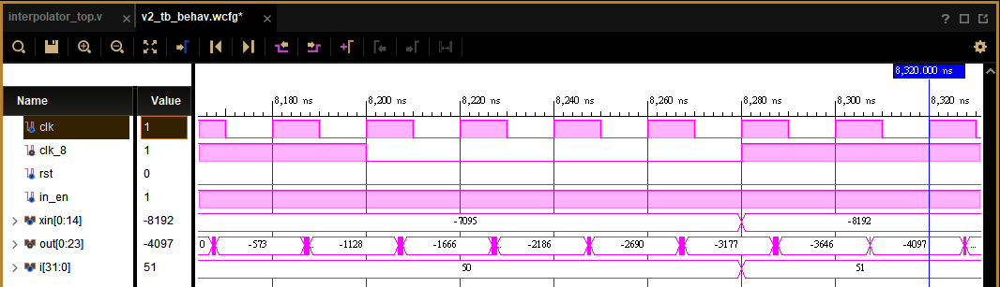 interpolator_top.v × v2_tb_behav.wcfg* ×
?
8,320.000 ns
Name Value
8,180 ns 8,200 ns 8,220 ns 8,240 ns 8,260 ns 8,280 ns 8,300 ns 8,320 ns
clk 1
clk_8 1
rst 0
in_en 1
xin[0:14] -8192 -7095 -8192
out[0:23] -4097 0 -573 -1128 -1666 ... -2186 -2690 -3177 -3646 -4097 ...
i[31:0] 51 50 51